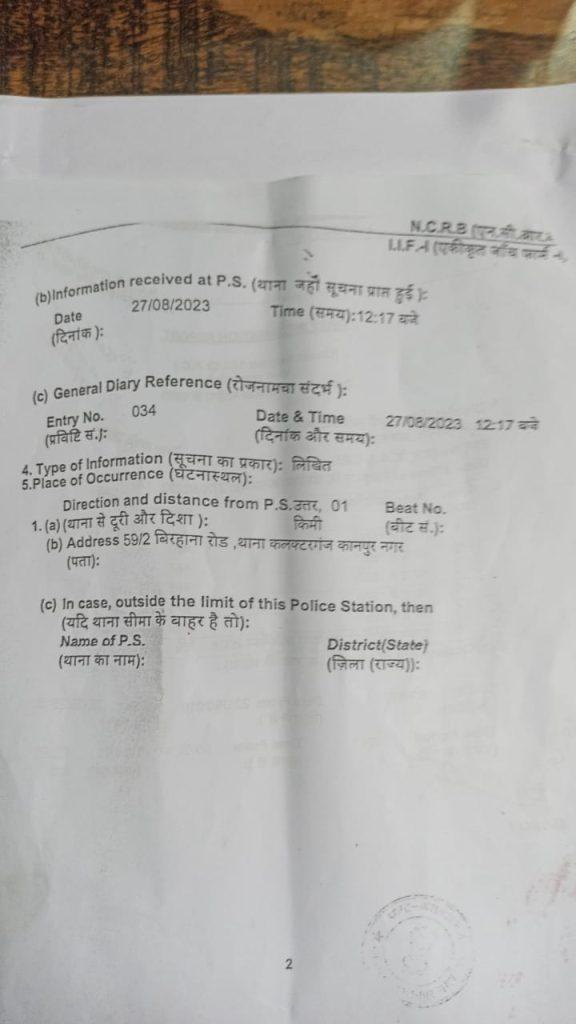 N.C.R.B (एन.सी.आर.
I.I.F.-I (एकीकृत जाँच फार्म -
(b)Information received at P.S. (थाना जहाँ सूचना प्राप्त हुई ):
Date 27/08/2023 Time (समय):12:17 बजे
(दिनांक ):
(c) General Diary Reference (रोजनामचा संदर्भ ):
Entry No. 034 Date & Time 27/08/2023 12:17 बजे
(प्रविष्टि सं.): (दिनांक और समय):
4. Type of Information (सूचना का प्रकार): लिखित
5.Place of Occurrence (घटनास्थल):
Direction and distance from P.S.उत्तर, 01 Beat No.
1. (a) (थाना से दूरी और दिशा ): किमी (बीट सं.):
(b) Address 59/2 बिरहाना रोड ,थाना कलक्टरगंज कानपुर नगर
(पता):
(c) In case, outside the limit of this Police Station, then
(यदि थाना सीमा के बाहर है तो):
Name of P.S. District(State)
(थाना का नाम): (ज़िला (राज्य)):
2